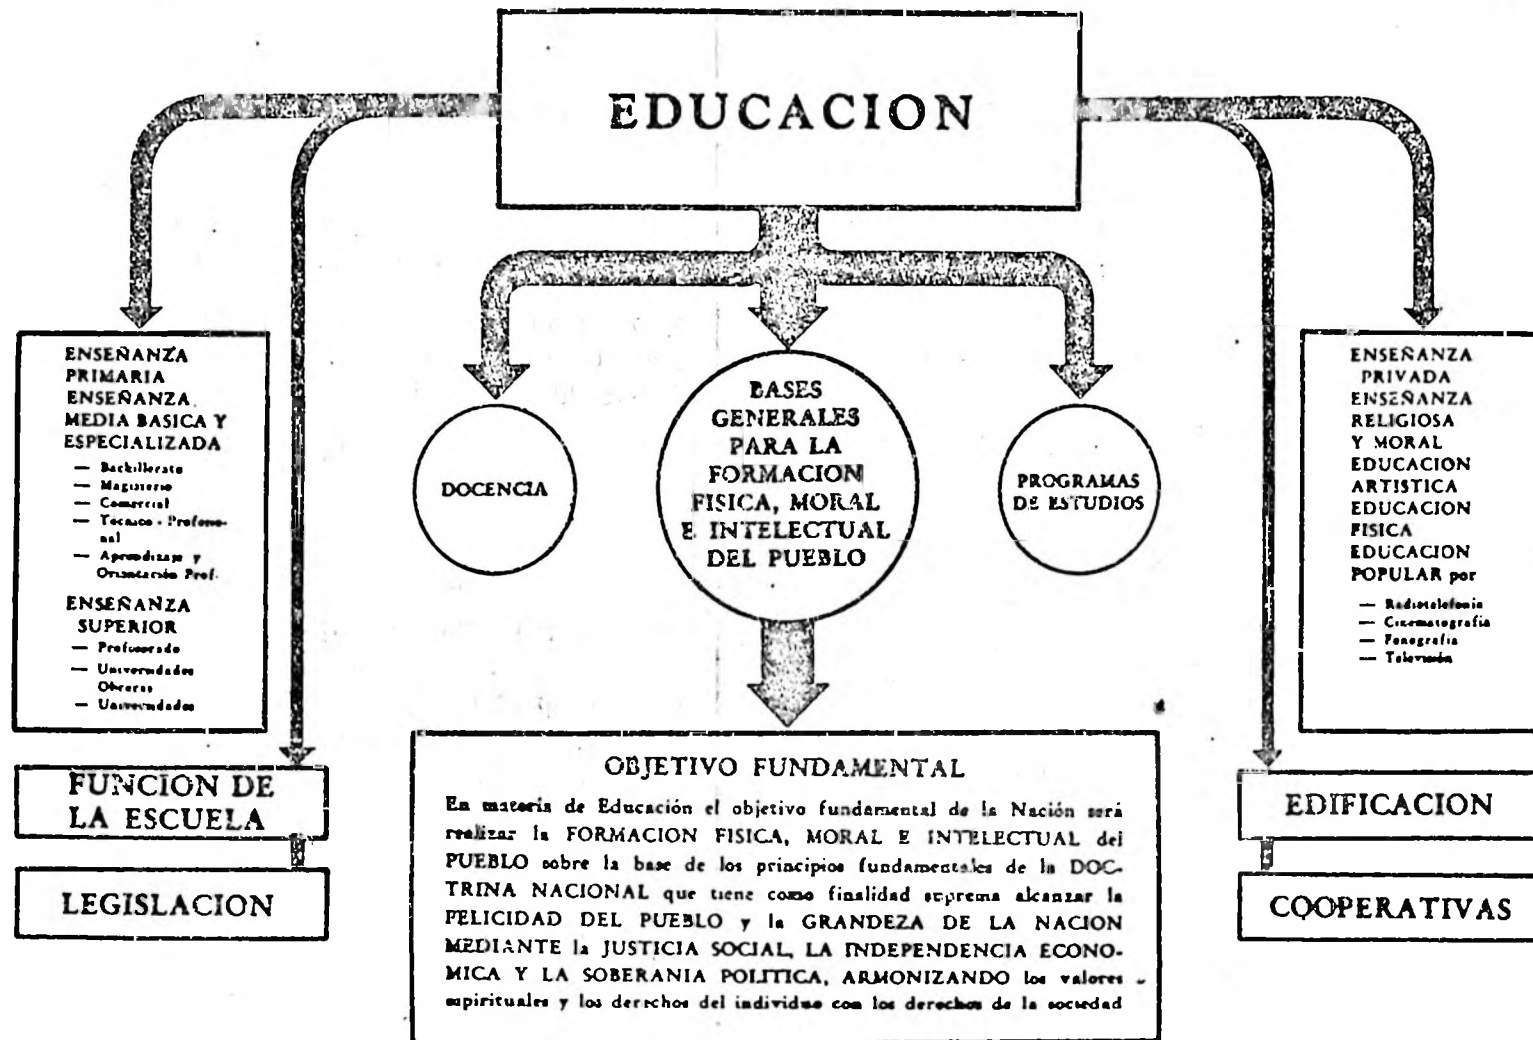 EDUCACION
ENSEÑANZA
PRIMARIA
ENSEÑANZA
MEDIA BASICA Y
ESPECIALIZADA
— Bachillerato
— Magisterio
— Comercial
— Técnico - Profesio-
nal
— Aprendizaje y
Orientación Prof.
ENSEÑANZA
SUPERIOR
— Profesorado
— Universidades
Obreras
— Universidades
FUNCION DE
LA ESCUELA
LEGISLACION
DOCENCIA
BASES
GENERALES
PARA LA
FORMACION
FISICA, MORAL
E INTELECTUAL
DEL PUEBLO
PROGRAMAS
DE ESTUDIOS
OBJETIVO FUNDAMENTAL
En materia de Educación el objetivo fundamental de la Nación será
realizar la FORMACION FISICA, MORAL E INTELECTUAL del
PUEBLO sobre la base de los principios fundamentales de la DOC-
TRINA NACIONAL que tiene como finalidad suprema alcanzar la
FELICIDAD DEL PUEBLO y la GRANDEZA DE LA NACION
MEDIANTE la JUSTICIA SOCIAL, LA INDEPENDENCIA ECONO-
MICA Y LA SOBERANIA POLITICA, ARMONIZANDO los valores
espirituales y los derechos del individuo con los derechos de la sociedad
ENSEÑANZA
PRIVADA
ENSEÑANZA
RELIGIOSA
Y MORAL
EDUCACION
ARTISTICA
EDUCACION
FISICA
EDUCACION
POPULAR por
— Radiotelefonía
— Cinematografía
— Fonografía
— Televisión
EDIFICACION
COOPERATIVAS